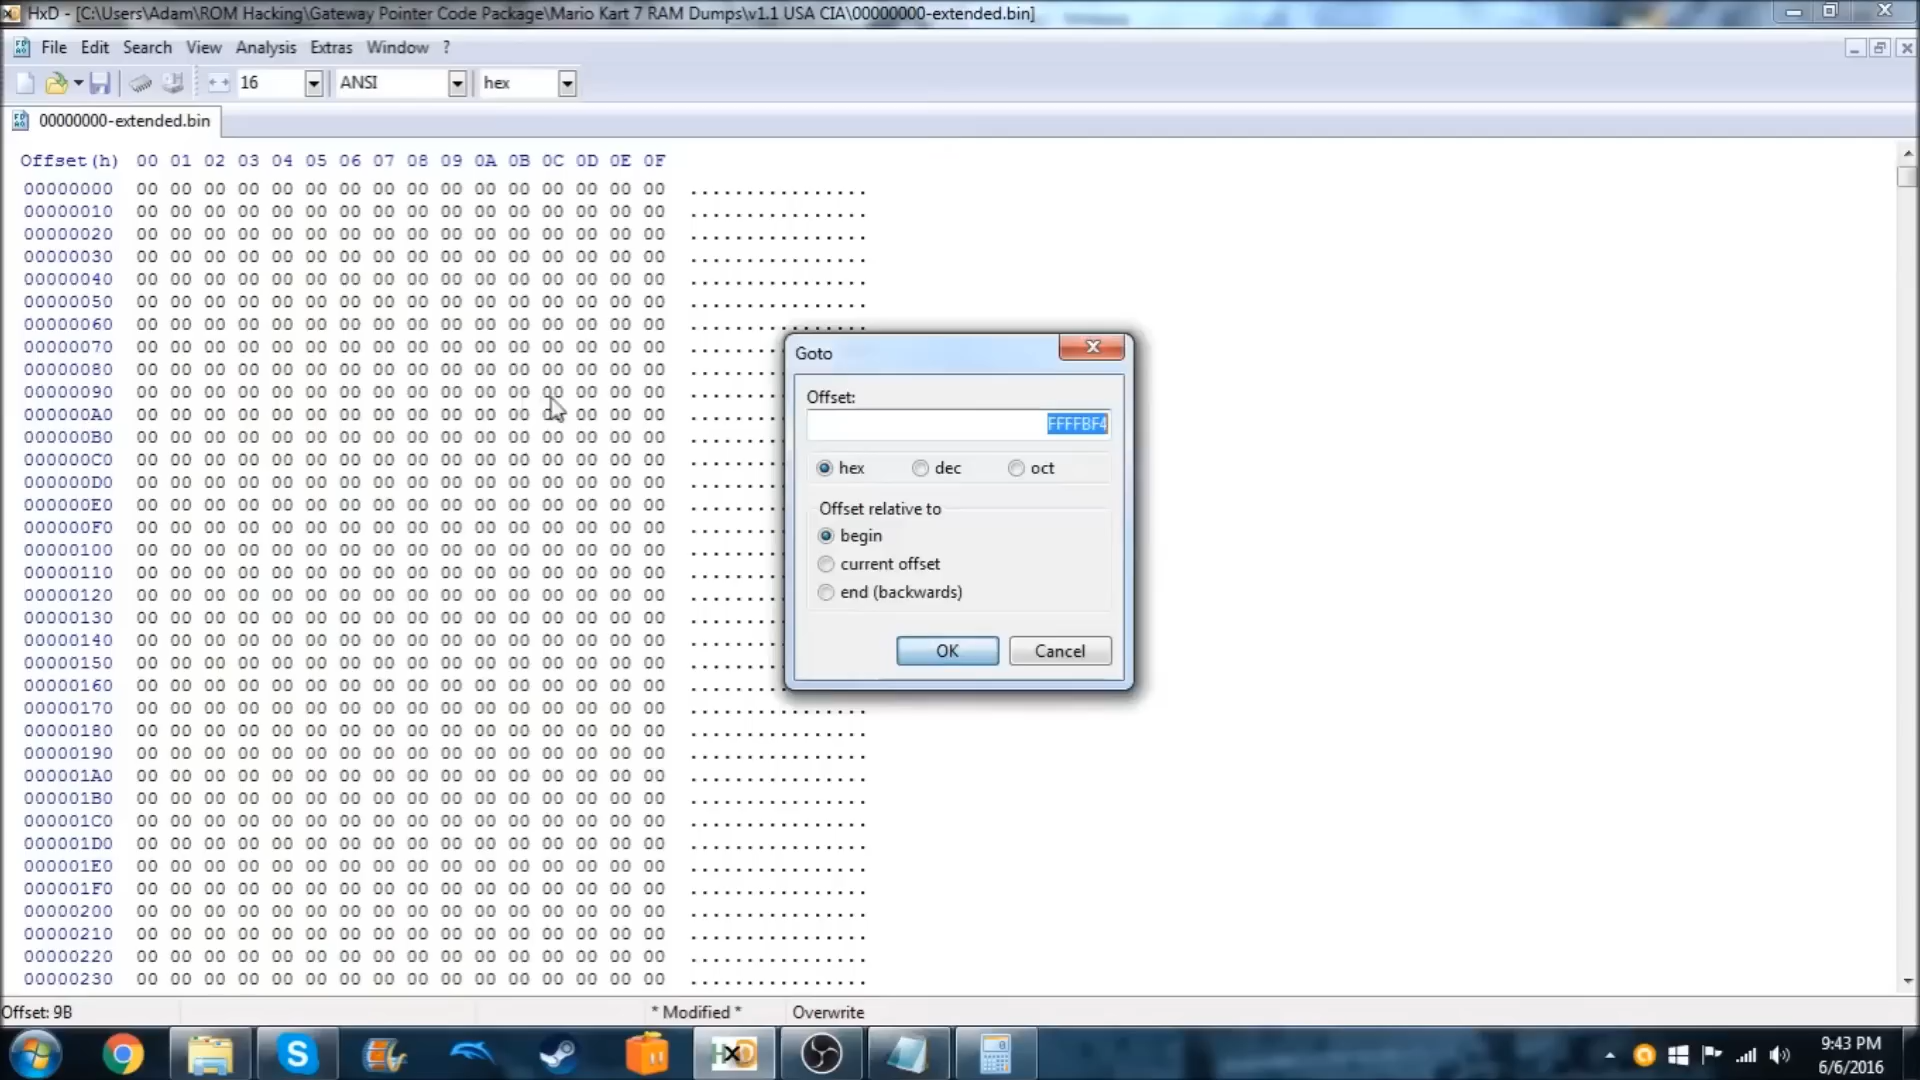 HxD - [C:\Users\Adam\ROM Hacking\Gateway Pointer Code Package\Mario Kart 7 RAM Dumps\v1.1 USA CIA\00000000-extended.bin]
File Edit Search View Analysis Extras Window ?
16 ANSI hex
00000000-extended.bin
Offset(h) 00 01 02 03 04 05 06 07 08 09 0A 0B 0C 0D 0E 0F
00000000 00 00 00 00 00 00 00 00 00 00 00 00 00 00 00 00 ................
00000010 00 00 00 00 00 00 00 00 00 00 00 00 00 00 00 00 ................
00000020 00 00 00 00 00 00 00 00 00 00 00 00 00 00 00 00 ................
00000030 00 00 00 00 00 00 00 00 00 00 00 00 00 00 00 00 ................
00000040 00 00 00 00 00 00 00 00 00 00 00 00 00 00 00 00 ................
00000050 00 00 00 00 00 00 00 00 00 00 00 00 00 00 00 00 ................
00000060 00 00 00 00 00 00 00 00 00 00 00 00 00 00 00 00 ................
00000070 00 00 00 00 00 00 00 00 00 00 00 00 00 00 00 00 ........
00000080 00 00 00 00 00 00 00 00 00 00 00 00 00 00 00 00 ........
00000090 00 00 00 00 00 00 00 00 00 00 00 00 00 00 00 00 ........
000000A0 00 00 00 00 00 00 00 00 00 00 00 00 00 00 00 00 ........
000000B0 00 00 00 00 00 00 00 00 00 00 00 00 00 00 00 00 ........
000000C0 00 00 00 00 00 00 00 00 00 00 00 00 00 00 00 00 ........
000000D0 00 00 00 00 00 00 00 00 00 00 00 00 00 00 00 00 ........
000000E0 00 00 00 00 00 00 00 00 00 00 00 00 00 00 00 00 ........
000000F0 00 00 00 00 00 00 00 00 00 00 00 00 00 00 00 00 ........
00000100 00 00 00 00 00 00 00 00 00 00 00 00 00 00 00 00 ........
00000110 00 00 00 00 00 00 00 00 00 00 00 00 00 00 00 00 ........
00000120 00 00 00 00 00 00 00 00 00 00 00 00 00 00 00 00 ........
00000130 00 00 00 00 00 00 00 00 00 00 00 00 00 00 00 00 ........
00000140 00 00 00 00 00 00 00 00 00 00 00 00 00 00 00 00 ........
00000150 00 00 00 00 00 00 00 00 00 00 00 00 00 00 00 00 ........
00000160 00 00 00 00 00 00 00 00 00 00 00 00 00 00 00 00 ........
00000170 00 00 00 00 00 00 00 00 00 00 00 00 00 00 00 00 ................
00000180 00 00 00 00 00 00 00 00 00 00 00 00 00 00 00 00 ................
00000190 00 00 00 00 00 00 00 00 00 00 00 00 00 00 00 00 ................
000001A0 00 00 00 00 00 00 00 00 00 00 00 00 00 00 00 00 ................
000001B0 00 00 00 00 00 00 00 00 00 00 00 00 00 00 00 00 ................
000001C0 00 00 00 00 00 00 00 00 00 00 00 00 00 00 00 00 ................
000001D0 00 00 00 00 00 00 00 00 00 00 00 00 00 00 00 00 ................
000001E0 00 00 00 00 00 00 00 00 00 00 00 00 00 00 00 00 ................
000001F0 00 00 00 00 00 00 00 00 00 00 00 00 00 00 00 00 ................
00000200 00 00 00 00 00 00 00 00 00 00 00 00 00 00 00 00 ................
00000210 00 00 00 00 00 00 00 00 00 00 00 00 00 00 00 00 ................
00000220 00 00 00 00 00 00 00 00 00 00 00 00 00 00 00 00 ................
00000230 00 00 00 00 00 00 00 00 00 00 00 00 00 00 00 00 ................
Goto
Offset:
FFFFBF4
hex dec oct
Offset relative to
begin
current offset
end (backwards)
OK Cancel
Offset: 9B * Modified * Overwrite
9:43 PM
6/6/2016